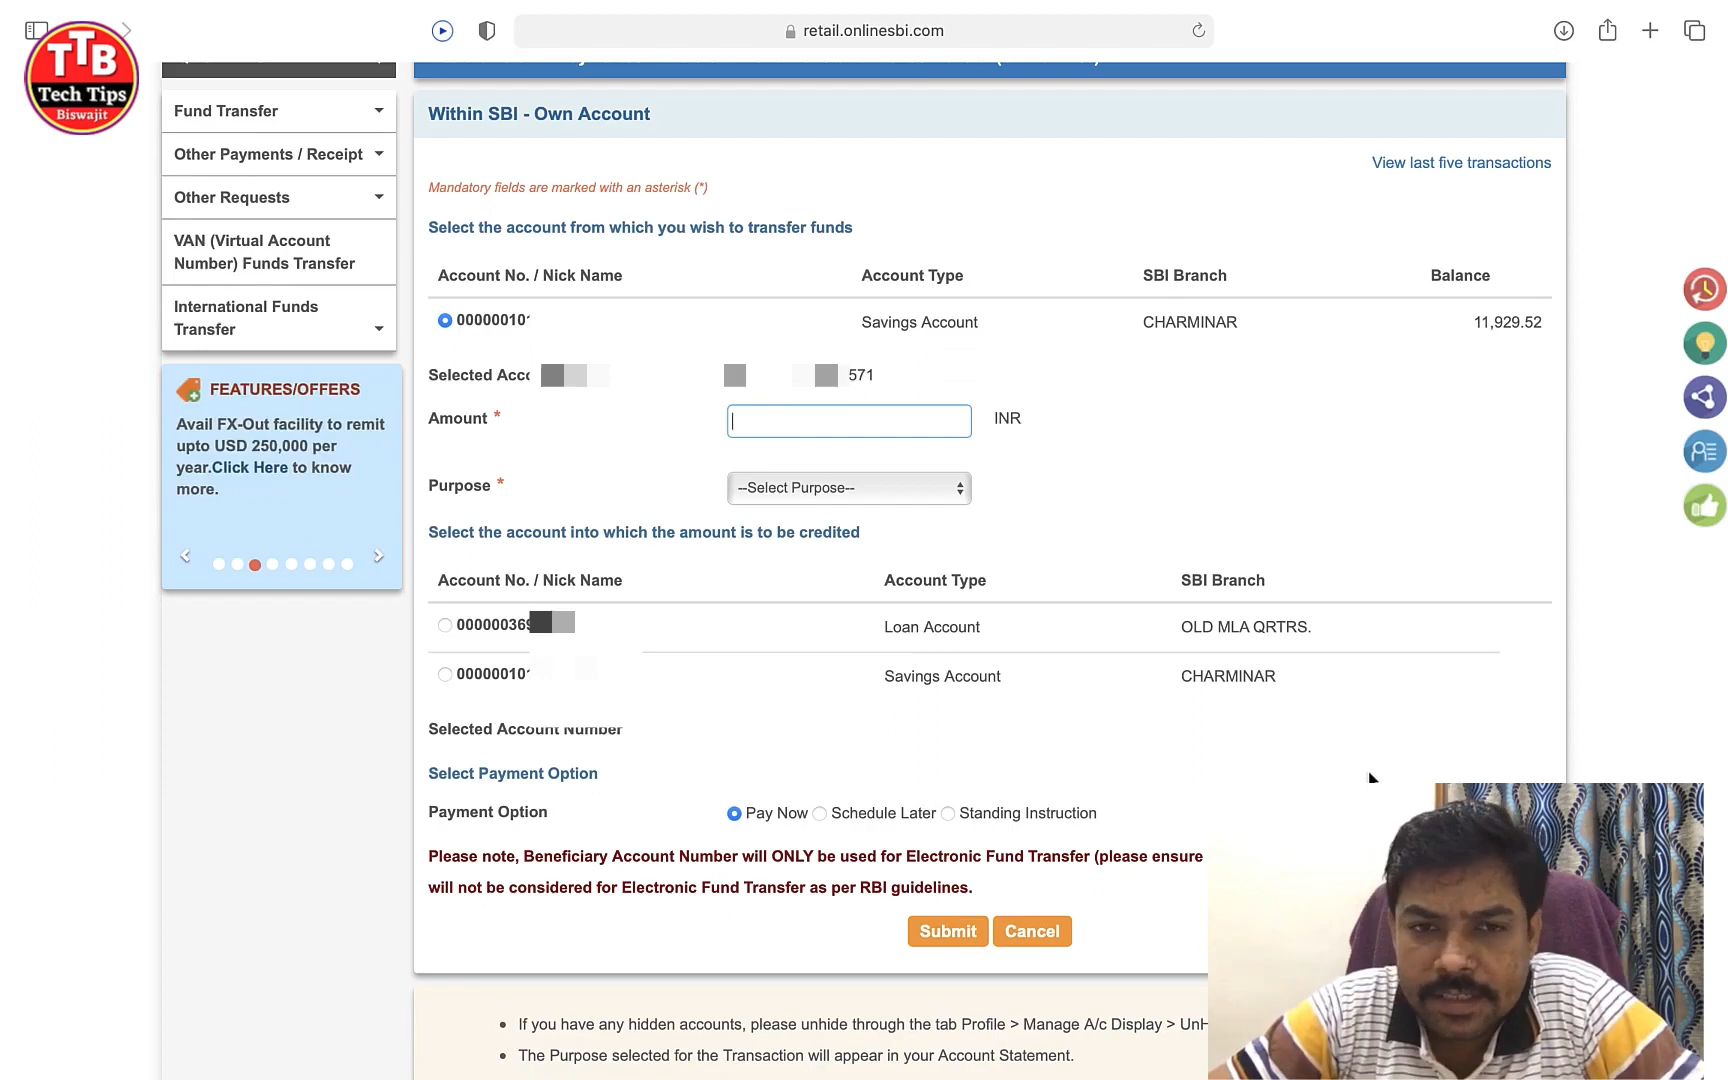 retail.onlinesbi.com
TTB
Tech Tips
Biswajit
Fund Transfer
Other Payments / Receipt
Other Requests
VAN (Virtual Account
Number) Funds Transfer
International Funds
Transfer
FEATURES/OFFERS
Avail FX-Out facility to remit
upto USD 250,000 per
year.Click Here to know
more.
Within SBI - Own Account
View last five transactions
Mandatory fields are marked with an asterisk (*)
Select the account from which you wish to transfer funds
Account No. / Nick Name Account Type SBI Branch Balance
00000010 Savings Account CHARMINAR 11,929.52
Selected 571
Amount * INR
Purpose * --Select Purpose--
Select the account into which the amount is to be credited
Account No. / Nick Name Account Type SBI Branch
000000369 Loan Account OLD MLA QRTRS.
00000010 Savings Account CHARMINAR
Selected Account Number
Select Payment Option
Payment Option Pay Now Schedule Later Standing Instruction
Please note, Beneficiary Account Number will ONLY be used for Electronic Fund Transfer (please ensure
will not be considered for Electronic Fund Transfer as per RBI guidelines.
Submit Cancel
• If you have any hidden accounts, please unhide through the tab Profile > Manage A/c Display >
• The Purpose selected for the Transaction will appear in your Account Statement.